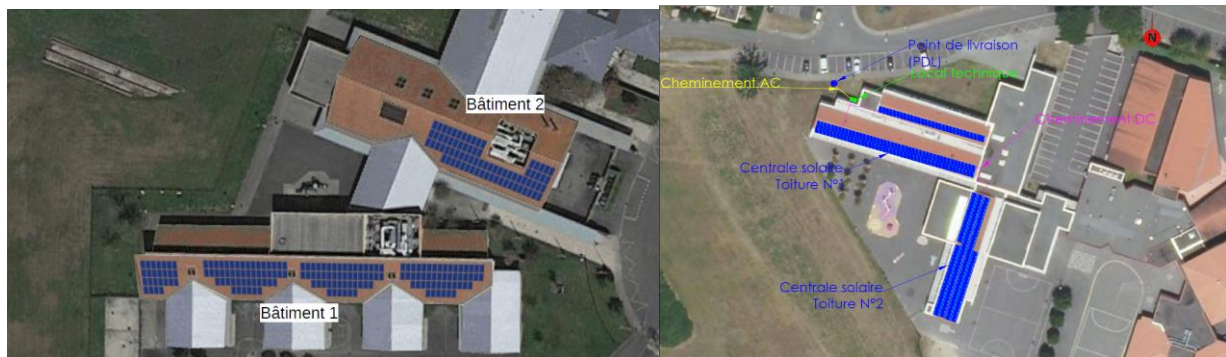 Bâtiment 2
Bâtiment 1
Point de livraison
(PDL)
Local technique
Cheminement AC
Cheminement DC
Centrale solaire
Toiture N°1
Centrale solaire
Toiture N°2
N